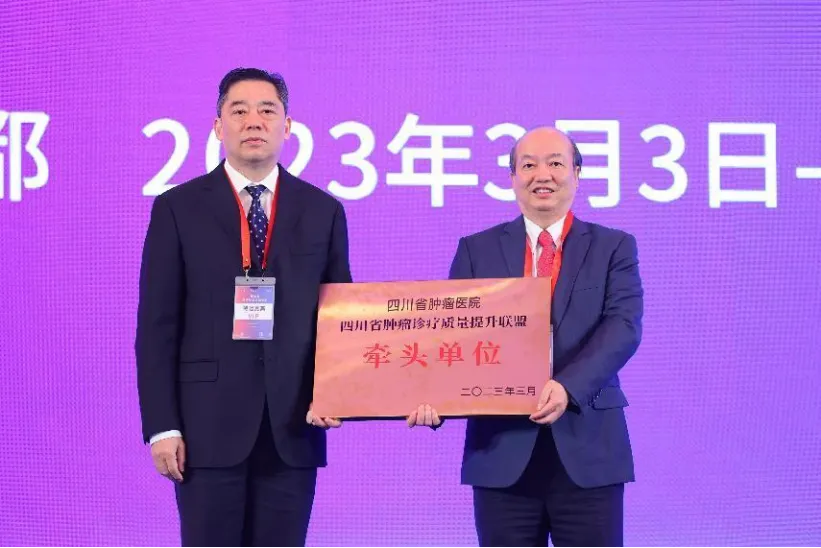 都 2023年3月3日-
四川省肿瘤医院
四川省肿瘤诊疗质量提升联盟
牵头单位
二〇二三年三月